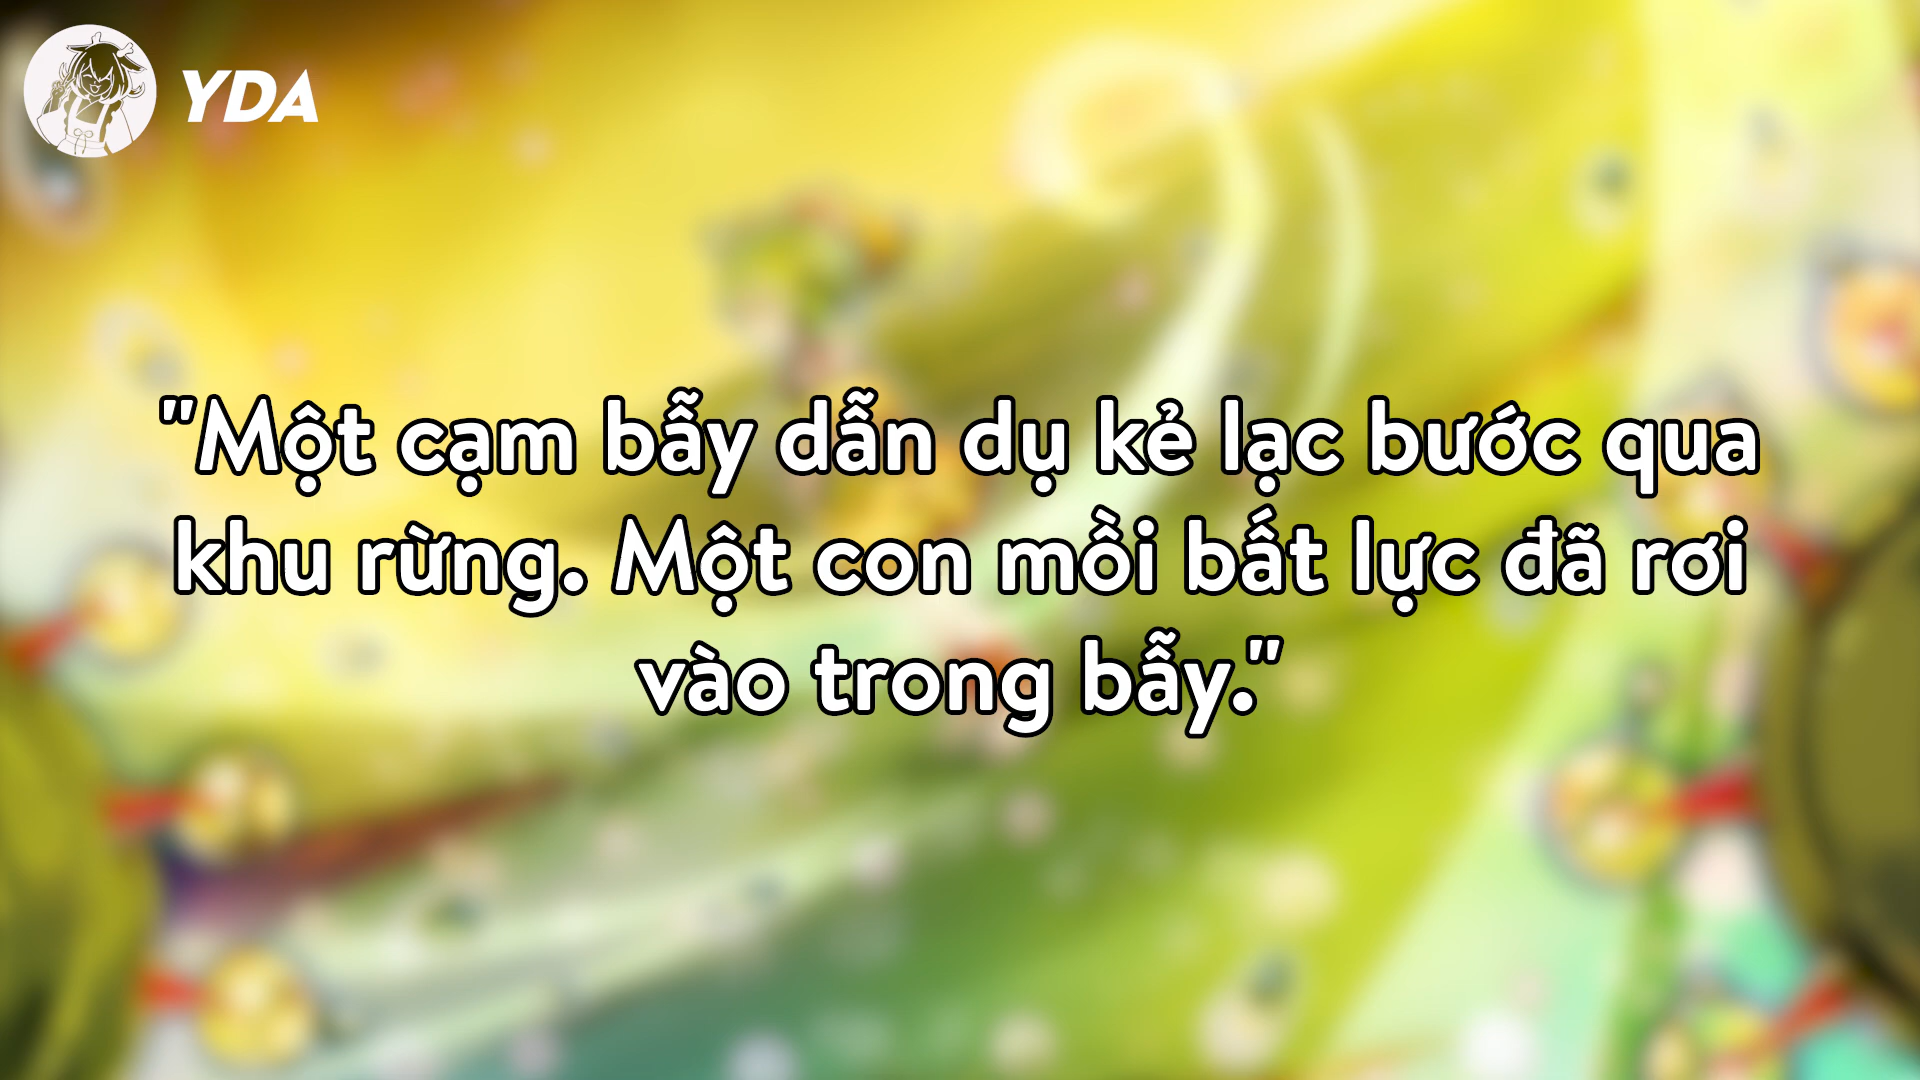 YDA
"Một cạm bẫy dẫn dụ kẻ lạc bước qua
khu rừng. Một con mồi bất lực đã rơi
vào trong bẫy."